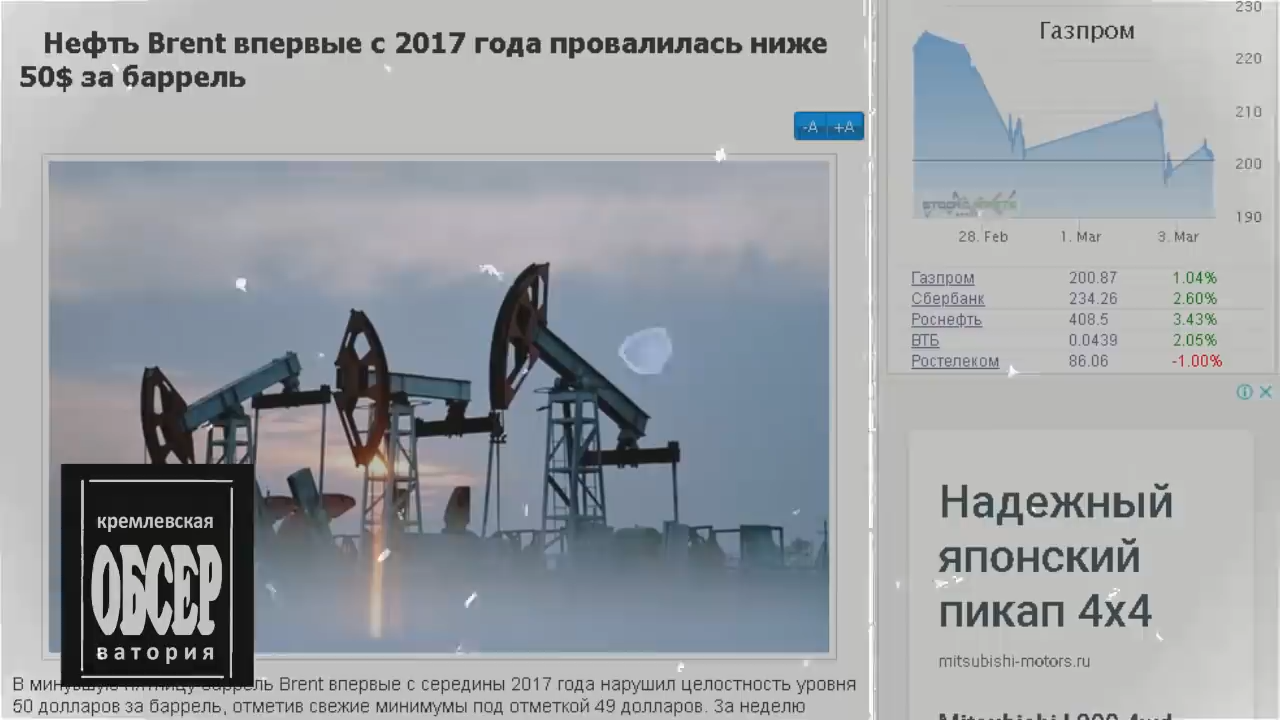 Нефть Brent впервые с 2017 года провалилась ниже
50$ за баррель
-A +A
кремлевская
ОБСЕР
ватория
В минувшую пятницу баррель Brent впервые с середины 2017 года нарушил целостность уровня
50 долларов за баррель, отметив свежие минимумы под отметкой 49 долларов. За неделю
Газпром
230
220
210
200
190
28. Feb 1. Mar 3. Mar
Газпром 200.87 1.04%
Сбербанк 234.26 2.60%
Роснефть 408.5 3.43%
ВТБ 0.0439 2.05%
Ростелеком 86.06 -1.00%
Надежный
японский
пикап 4x4
mitsubishi-motors.ru